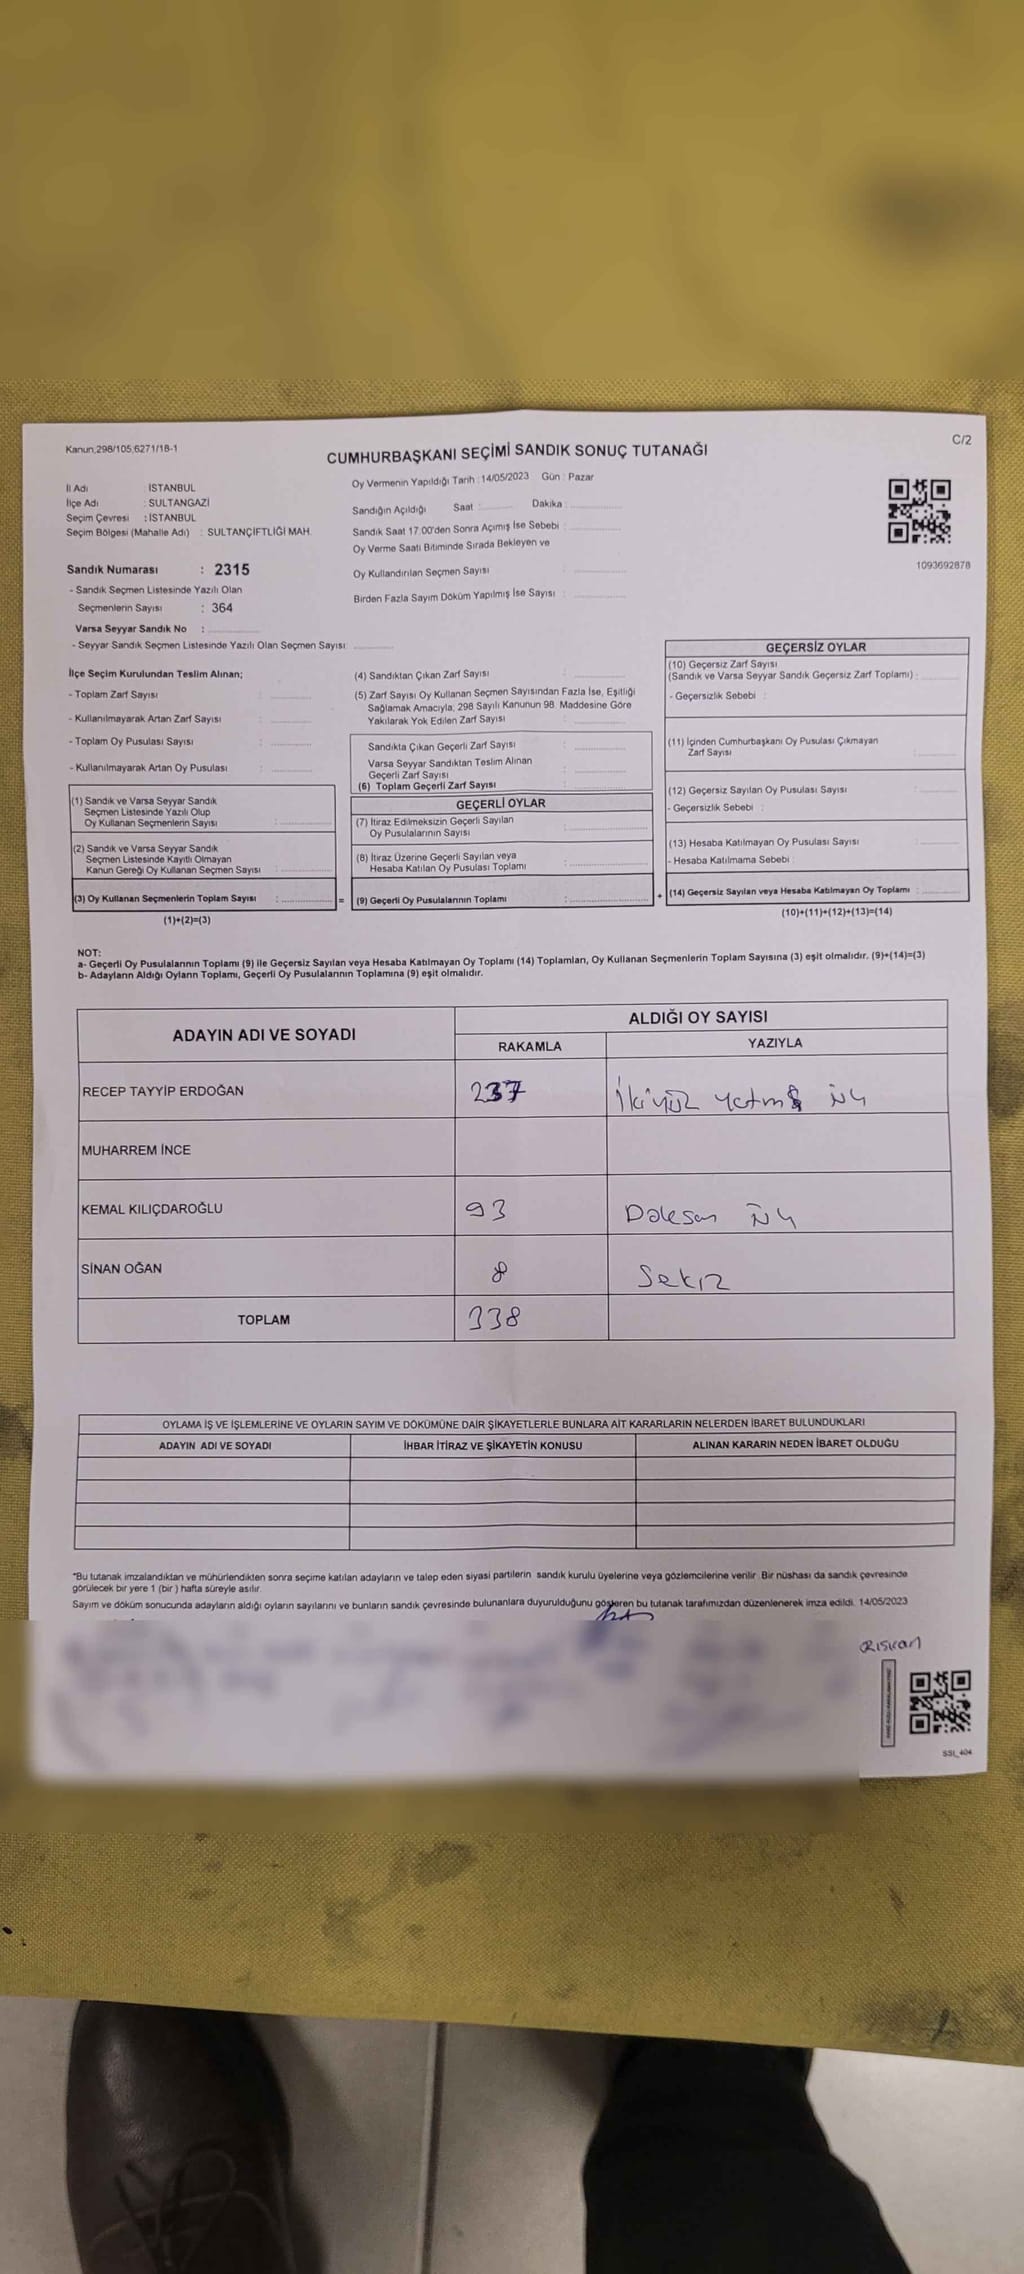 Kanun;298/105,6271/18-1
C/2
CUMHURBAŞKANI SEÇİMİ SANDIK SONUÇ TUTANAĞI
İl Adı : İSTANBUL
İlçe Adı : SULTANGAZİ
Seçim Çevresi : İSTANBUL
Seçim Bölgesi (Mahalle Adı) : SULTANÇİFTLİĞİ MAH.
Sandık Numarası : 2315
- Sandık Seçmen Listesinde Yazılı Olan
Seçmenlerin Sayısı : 364
Varsa Seyyar Sandık No :
- Seyyar Sandık Seçmen Listesinde Yazılı Olan Seçmen Sayısı:
Oy Vermenin Yapıldığı Tarih : 14/05/2023 Gün : Pazar
Sandığın Açıldığı Saat : Dakika :
Sandık Saat 17:00'den Sonra Açımış İse Sebebi :
Oy Verme Saati Bitiminde Sırada Bekleyen ve
Oy Kullandırılan Seçmen Sayısı :
Birden Fazla Sayım Döküm Yapılmış İse Sayısı :
1093692878
İlçe Seçim Kurulundan Teslim Alınan;
- Toplam Zarf Sayısı :
- Kullanılmayarak Artan Zarf Sayısı :
- Toplam Oy Pusulası Sayısı :
- Kullanılmayarak Artan Oy Pusulası :
(1) Sandık ve Varsa Seyyar Sandık
Seçmen Listesinde Yazılı Olup
Oy Kullanan Seçmenlerin Sayısı :
(2) Sandık ve Varsa Seyyar Sandık
Seçmen Listesinde Kayıtlı Olmayan
Kanun Gereği Oy Kullanan Seçmen Sayısı :
(3) Oy Kullanan Seçmenlerin Toplam Sayısı :
(1)+(2)=(3)
=
(4) Sandıktan Çıkan Zarf Sayısı :
(5) Zarf Sayısı Oy Kullanan Seçmen Sayısından Fazla İse, Eşitliği
Sağlamak Amacıyla, 298 Sayılı Kanunun 98. Maddesine Göre
Yakılarak Yok Edilen Zarf Sayısı :
Sandıkta Çıkan Geçerli Zarf Sayısı :
Varsa Seyyar Sandıktan Teslim Alınan
Geçerli Zarf Sayısı :
(6) Toplam Geçerli Zarf Sayısı :
GEÇERLİ OYLAR
(7) İtiraz Edilmeksizin Geçerli Sayılan
Oy Pusulalarının Sayısı :
(8) İtiraz Üzerine Geçerli Sayılan veya
Hesaba Katılan Oy Pusulası Toplamı :
(9) Geçerli Oy Pusulalarının Toplamı :
+
GEÇERSİZ OYLAR
(10) Geçersiz Zarf Sayısı
(Sandık ve Varsa Seyyar Sandık Geçersiz Zarf Toplamı) :
- Geçersizlik Sebebi :
(11) İçinden Cumhurbaşkanı Oy Pusulası Çıkmayan
Zarf Sayısı :
(12) Geçersiz Sayılan Oy Pusulası Sayısı :
- Geçersizlik Sebebi :
(13) Hesaba Katılmayan Oy Pusulası Sayısı :
- Hesaba Katılmama Sebebi :
(14) Geçersiz Sayılan veya Hesaba Katılmayan Oy Toplamı :
(10)+(11)+(12)+(13)=(14)
NOT:
a- Geçerli Oy Pusulalarının Toplamı (9) ile Geçersiz Sayılan veya Hesaba Katılmayan Oy Toplamı (14) Toplamları, Oy Kullanan Seçmenlerin Toplam Sayısına (3) eşit olmalıdır. (9)+(14)=(3)
b- Adayların Aldığı Oyların Toplamı, Geçerli Oy Pusulalarının Toplamına (9) eşit olmalıdır.
ADAYIN ADI VE SOYADI ALDIĞI OY SAYISI
RAKAMLA YAZIYLA
RECEP TAYYİP ERDOĞAN 237 İkiyüz
MUHARREM İNCE
KEMAL KILIÇDAROĞLU 93
SİNAN OĞAN 8 Sekiz
TOPLAM 338
OYLAMA İŞ VE İŞLEMLERİNE VE OYLARIN SAYIM VE DÖKÜMÜNE DAİR ŞİKAYETLERLE BUNLARA AİT KARARLARIN NELERDEN İBARET BULUNDUKLARI
ADAYIN ADI VE SOYADI İHBAR İTİRAZ VE ŞİKAYETİN KONUSU ALINAN KARARIN NEDEN İBARET OLDUĞU
*Bu tutanak imzalandıktan ve mühürlendikten sonra seçime katılan adayların ve talep eden siyasi partilerin sandık kurulu üyelerine veya gözlemcilerine verilir. Bir nüshası da sandık çevresinde
görülecek bir yere 1 (bir) hafta süreyle asılır.
Sayım ve döküm sonucunda adayların aldığı oyların sayılarını ve bunların sandık çevresinde bulunanlara duyurulduğunu gösteren bu tutanak tarafımızdan düzenlenerek imza edildi. 14/05/2023
SSI_404